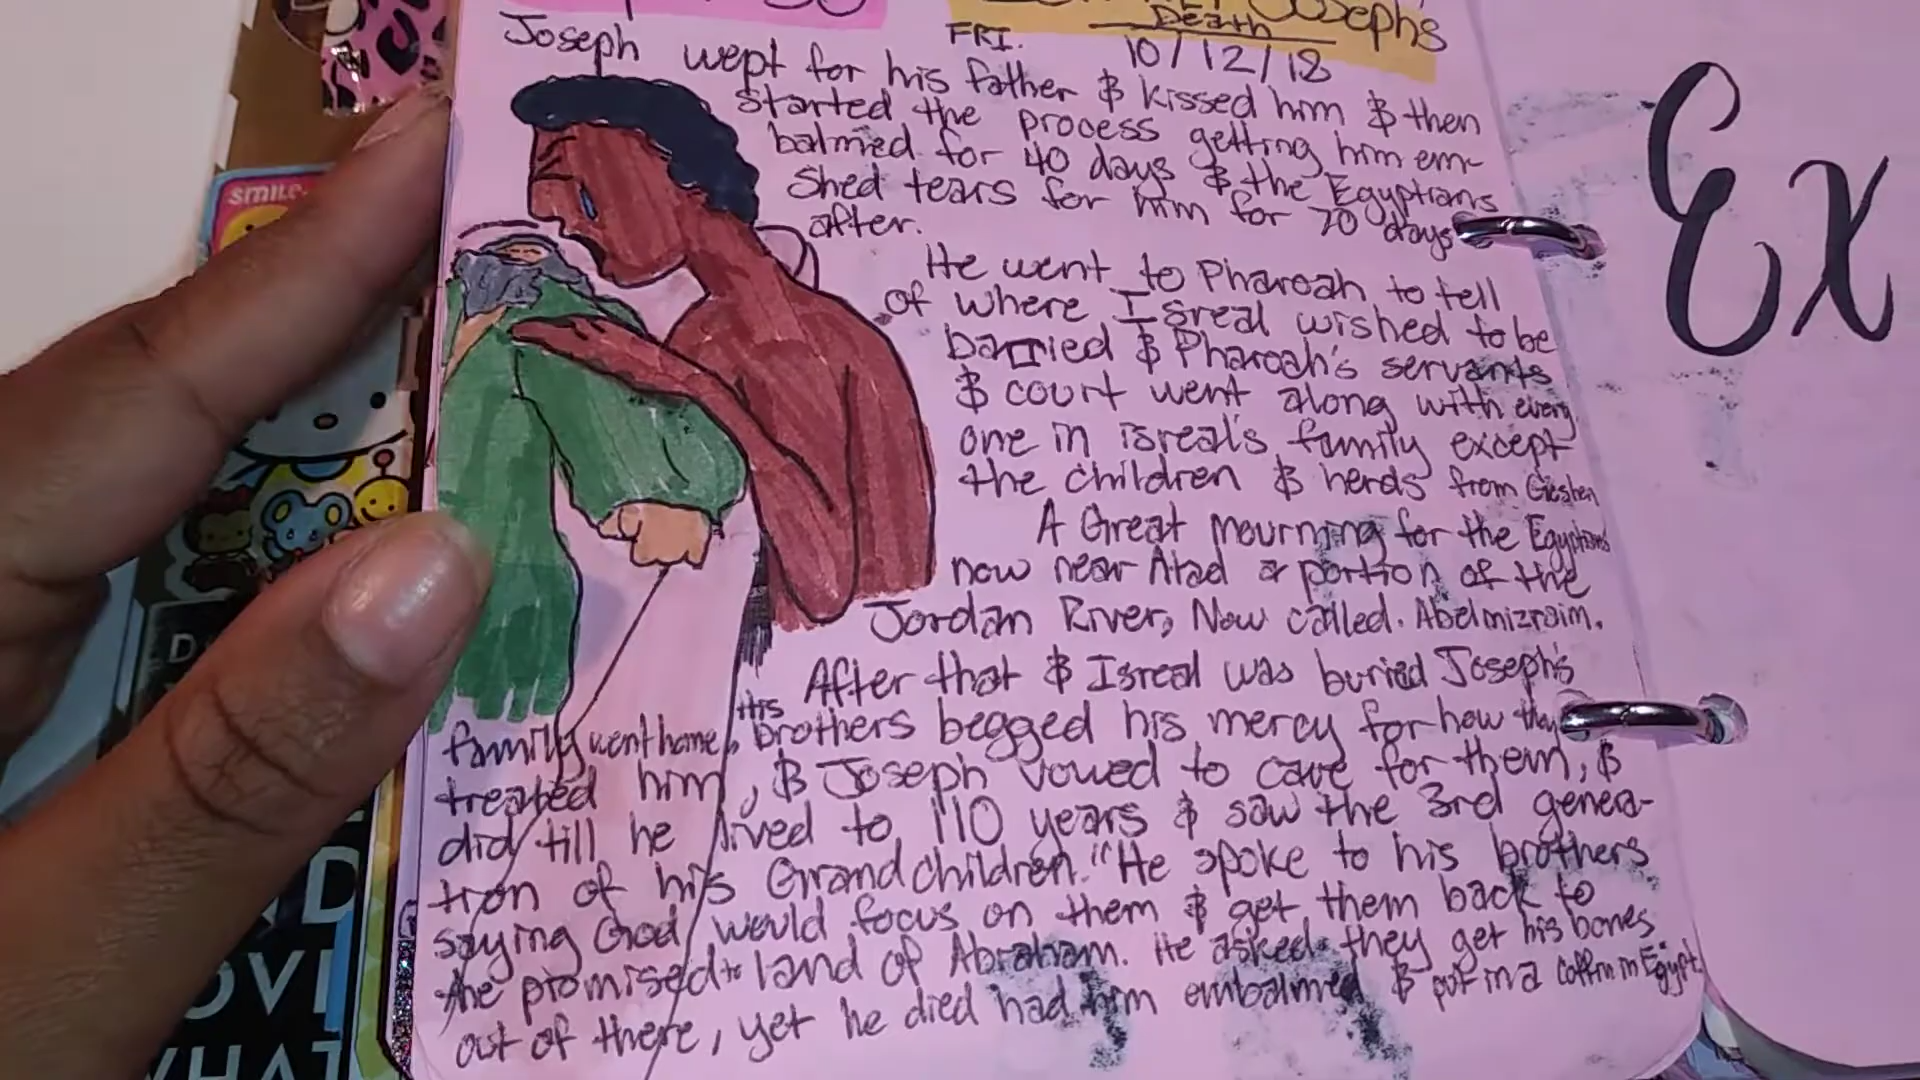 Josephs
Death
FRI.
10/12/18
Joseph wept for his father & kissed him & then
started the process getting him em-
balmed for 40 days & the Egyptians
Shed tears for him for 70 days
after.
He went to Pharoah to tell
of where Isreal wished to be
barried & Pharoah's servants
& court went along with every
one in isreal's family except
the children & herds from Goshen
A Great mourning for the Egyptians
now near Atad a portion of the
Jordan River, Now called. Abelmizraim.
After that & Isreal was buried Joseph's
family went home, His brothers begged his mercy for how they
treated him, & Joseph vowed to care for them, &
did till he lived to 110 years & saw the 3rd genera-
tion of his Grandchildren. "He spoke to his brothers
saying God would focus on them & get them back to
the promised to land of Abraham. He asked they get his bones
out of there, yet he died had him embalmed & put in a coffin in Egypt.
Ex
SMILE
OVE
WHAT